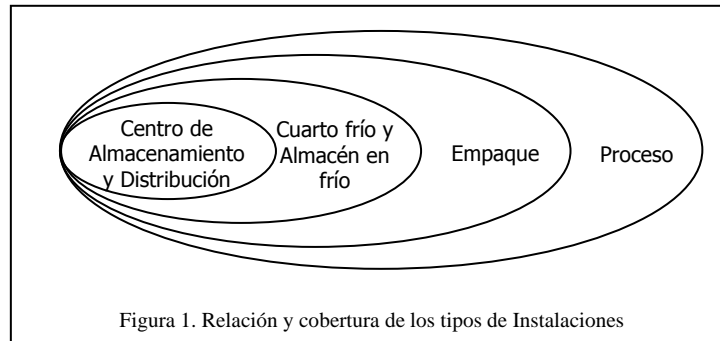 Centro de
Almacenamiento
y Distribución
Cuarto frío y
Almacén en
frío
Empaque
Proceso
Figura 1. Relación y cobertura de los tipos de Instalaciones